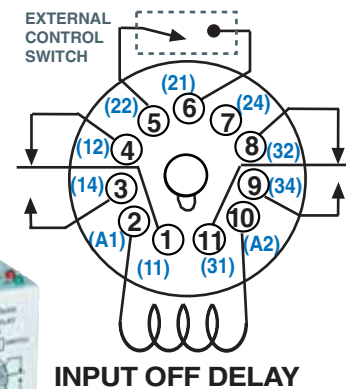 EXTERNAL
CONTROL
SWITCH
(21)
(22) 6 (24)
5 7
(12) 4 8 (32)
(14) 3 9 (34)
2 10
(A1) 1 11 (A2)
(11) (31)
INPUT OFF DELAY